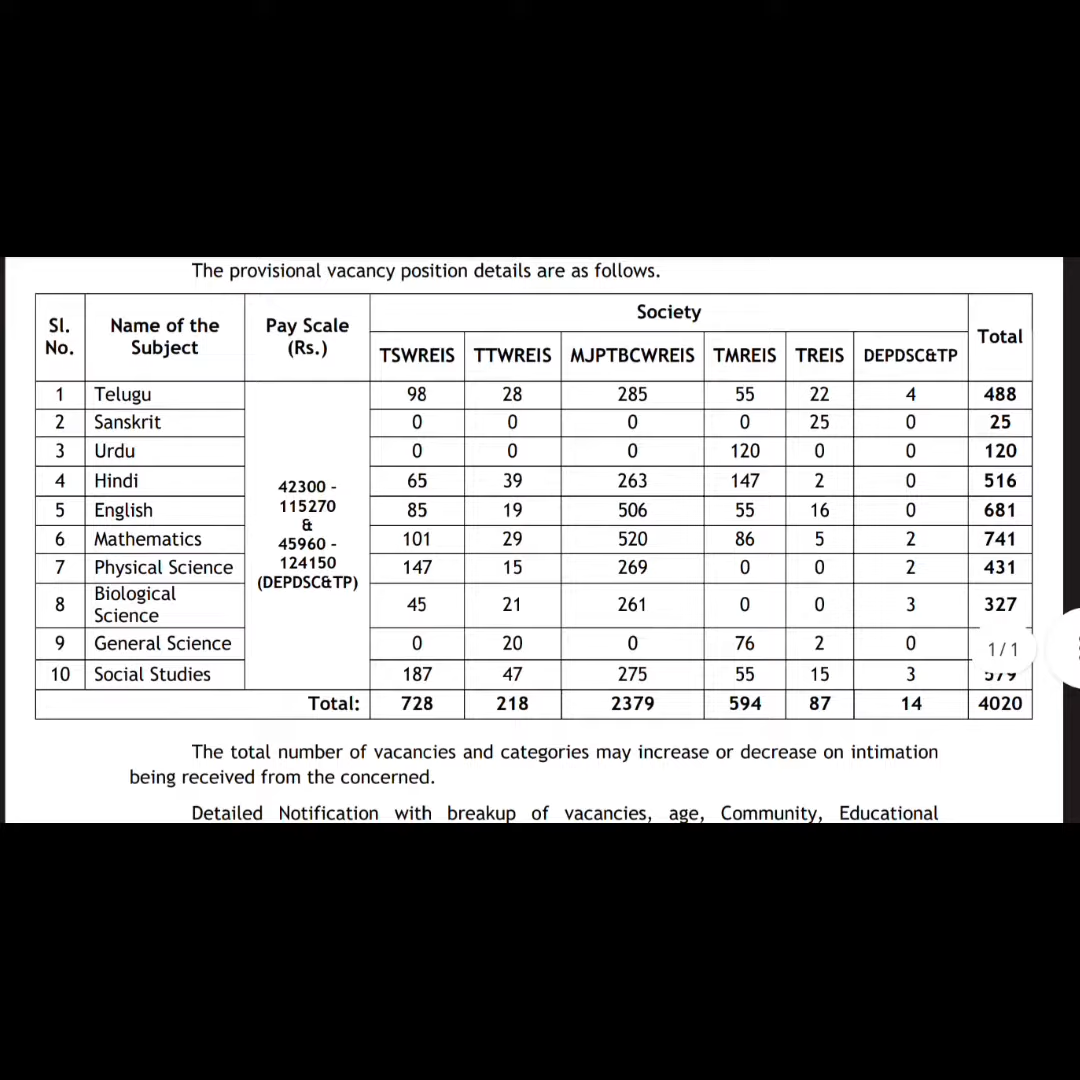 The provisional vacancy position details are as follows.
Sl. No. Name of the Subject Pay Scale (Rs.) Society Total
TSWREIS TTWREIS MJPTBCWREIS TMREIS TREIS DEPDSC&TP
42300 - 115270 & 45960 - 124150 (DEPDSC&TP)
1 Telugu 98 28 285 55 22 4 488
2 Sanskrit 0 0 0 0 25 0 25
3 Urdu 0 0 0 120 0 0 120
4 Hindi 65 39 263 147 2 0 516
5 English 85 19 506 55 16 0 681
6 Mathematics 101 29 520 86 5 2 741
7 Physical Science 147 15 269 0 0 2 431
8 Biological Science 45 21 261 0 0 3 327
9 General Science 0 20 0 76 2 0
1/1
10 Social Studies 187 47 275 55 15 3
Total: 728 218 2379 594 87 14 4020
The total number of vacancies and categories may increase or decrease on intimation
being received from the concerned.
Detailed Notification with breakup of vacancies, age, Community, Educational